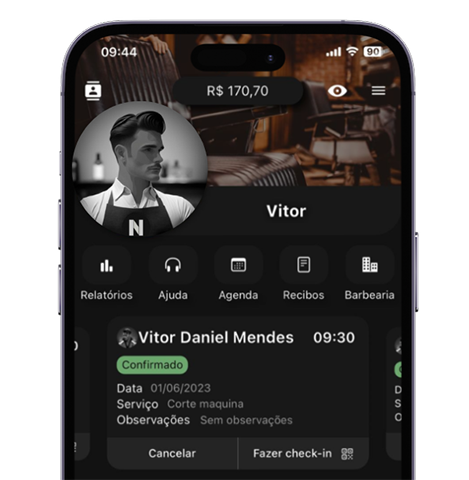 09:44
90
R$ 170,70
N
Vitor
Relatórios Ajuda Agenda Recibos Barbearia
Vitor Daniel Mendes 09:30
Confirmado
Data 01/06/2023
Serviço Corte maquina
Observações Sem observações
Cancelar Fazer check-in